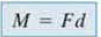 M = Fd